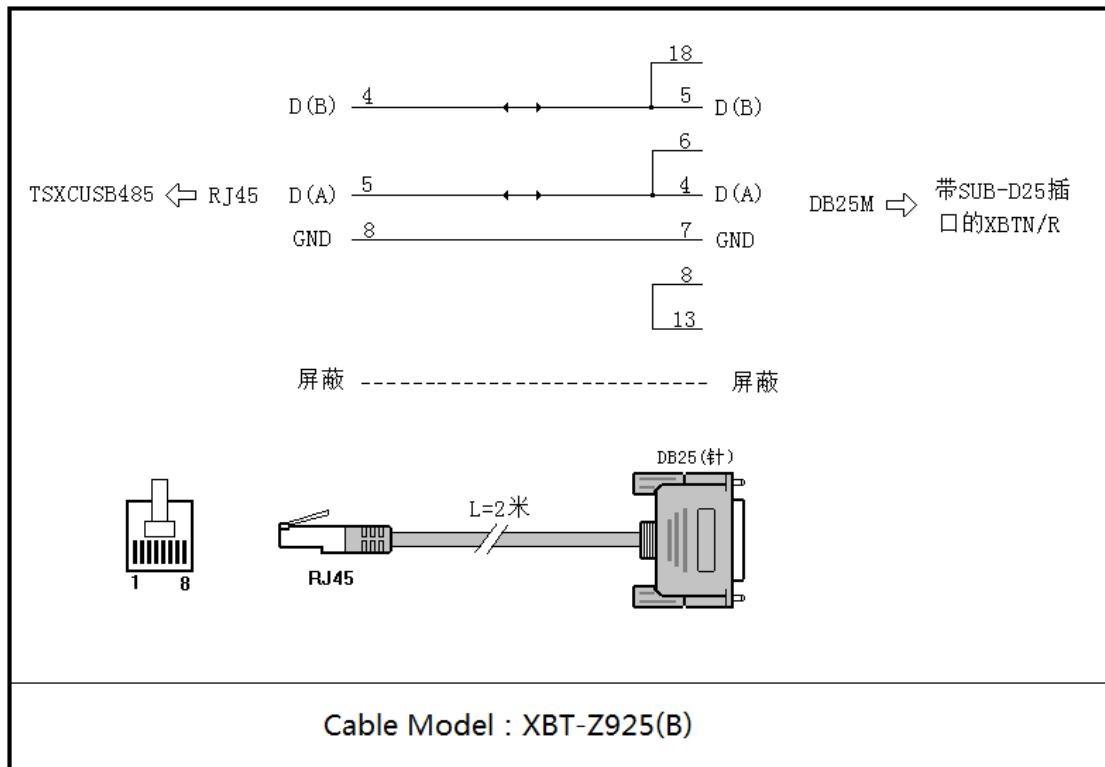 18
D(B) 4 5 D(B)
6
TSXCUSB485 RJ45 D(A) 5 4 D(A) DB25M 带SUB-D25插
口的XBTN/R
GND 8 7 GND
8
13
屏蔽 屏蔽
DB25(针)
L=2米
RJ45
1 8
Cable Model : XBT-Z925(B)